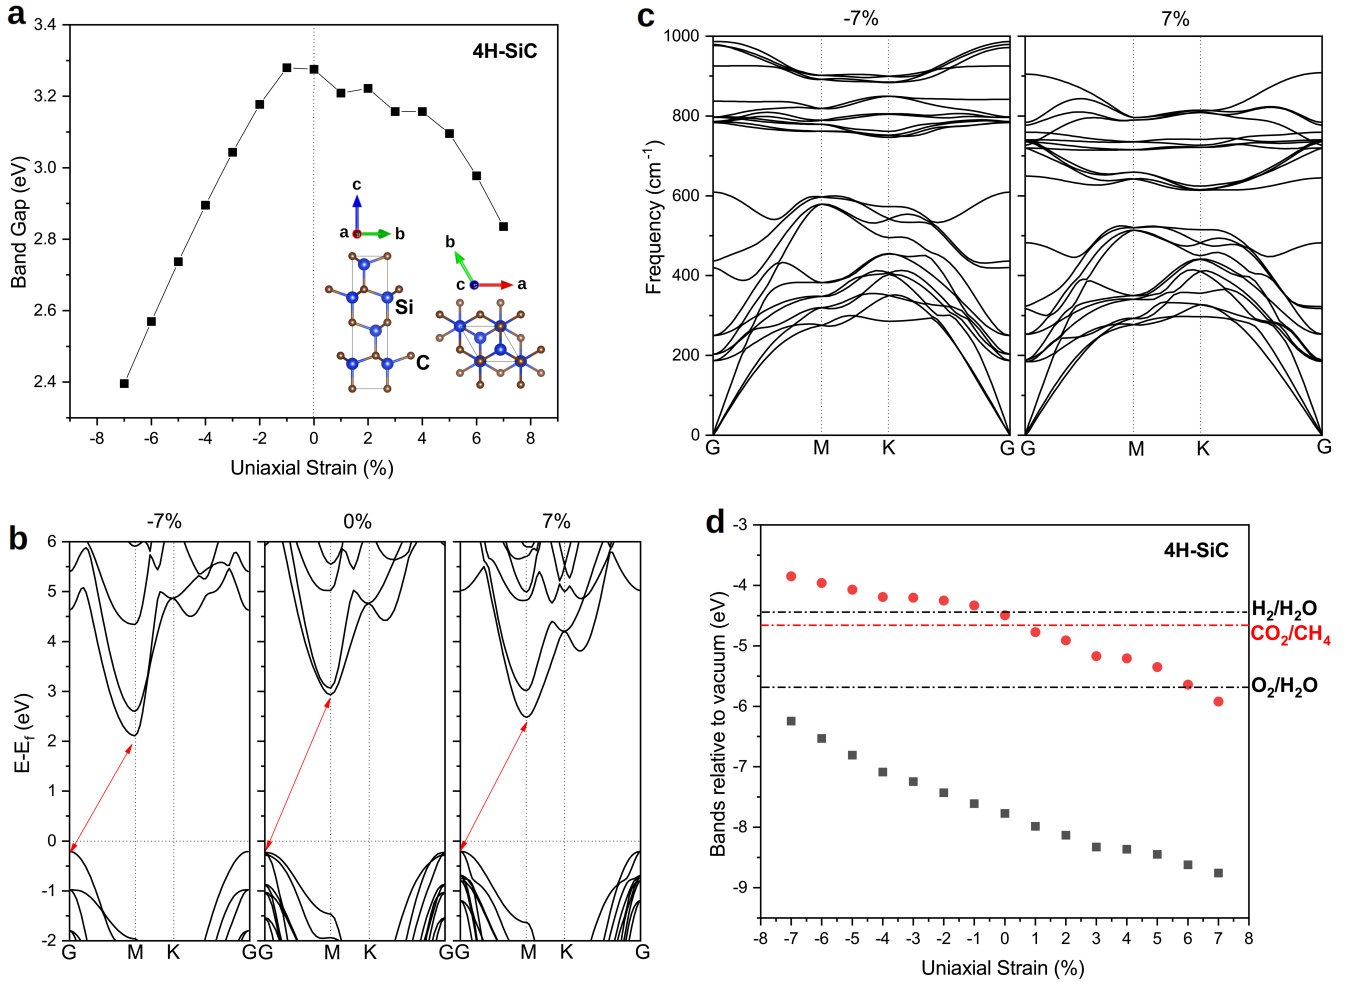 a
4H-SiC
3.4
3.2
3.0
2.8
2.6
2.4
Band Gap (eV)
-8 -6 -4 -2 0 2 4 6 8
Uniaxial Strain (%)
c
a b
b
c a
Si
C
c
-7% 7%
1000
800
600
400
200
0
Frequency (cm⁻¹)
G M K G G M K G
b
-7% 0% 7%
6
5
4
3
2
1
0
-1
-2
E-Ef (eV)
G M K G G M K G G M K G
d
4H-SiC
-3
-4
-5
-6
-7
-8
-9
Bands relative to vacuum (eV)
H₂/H₂O
CO₂/CH₄
O₂/H₂O
-8 -7 -6 -5 -4 -3 -2 -1 0 1 2 3 4 5 6 7 8
Uniaxial Strain (%)